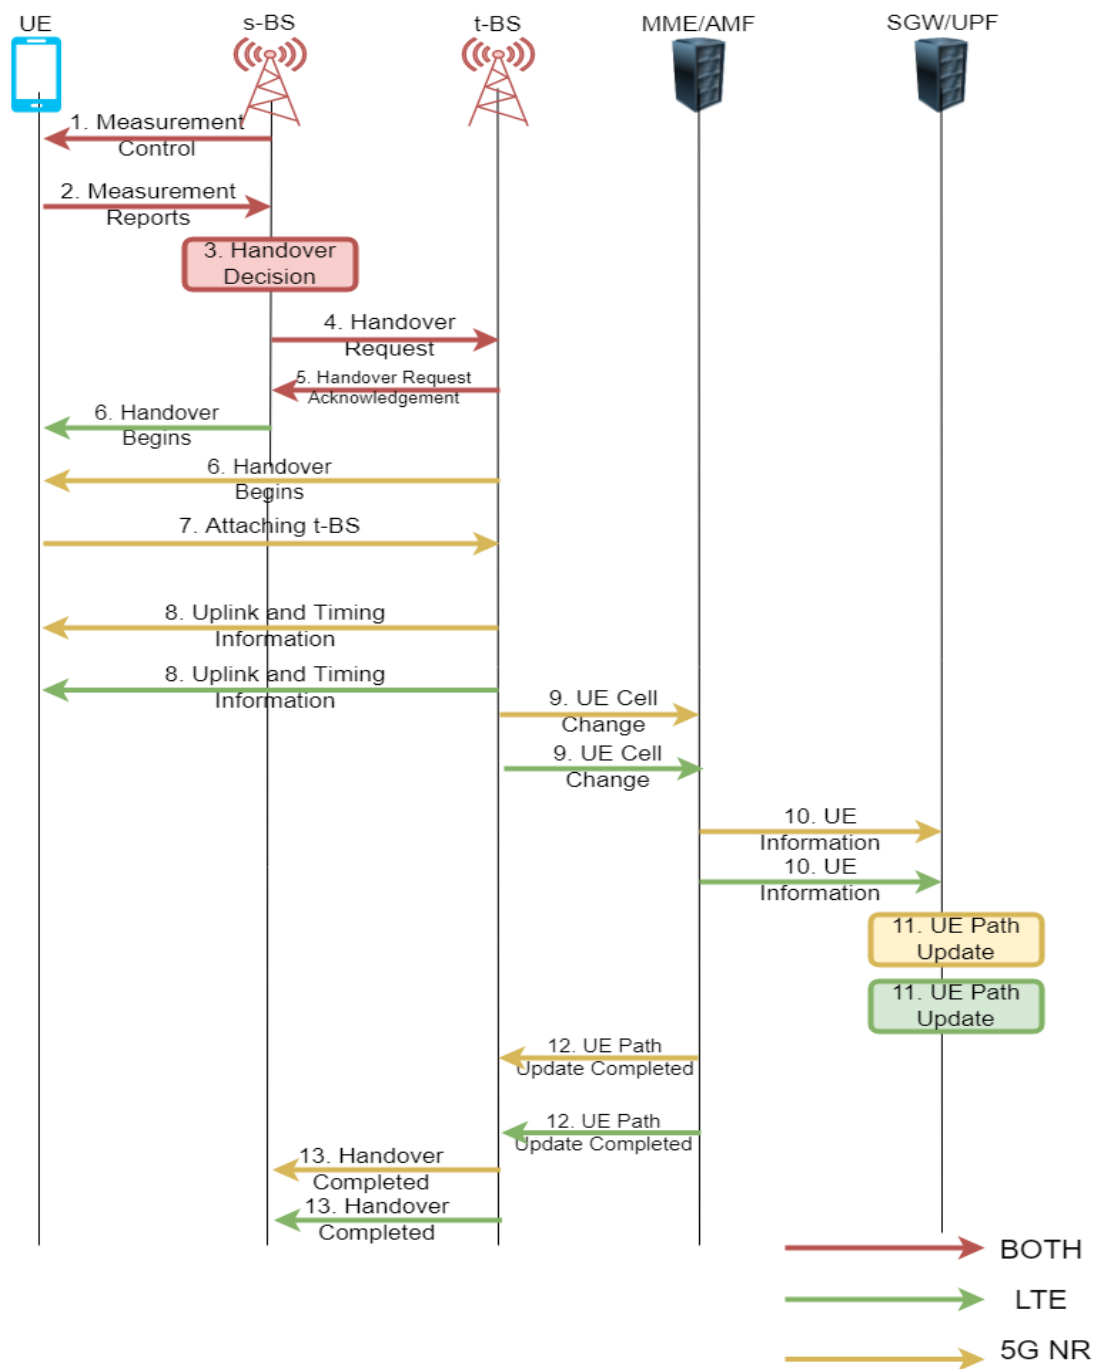 UE
s-BS
t-BS
MME/AMF
SGW/UPF
1. Measurement
Control
2. Measurement
Reports
3. Handover
Decision
4. Handover
Request
5. Handover Request
Acknowledgement
6. Handover
Begins
6. Handover
Begins
7. Attaching t-BS
8. Uplink and Timing
Information
8. Uplink and Timing
Information
9. UE Cell
Change
9. UE Cell
Change
10. UE
Information
10. UE
Information
11. UE Path
Update
11. UE Path
Update
12. UE Path
Update Completed
12. UE Path
Update Completed
13. Handover
Completed
13. Handover
Completed
BOTH
LTE
5G NR